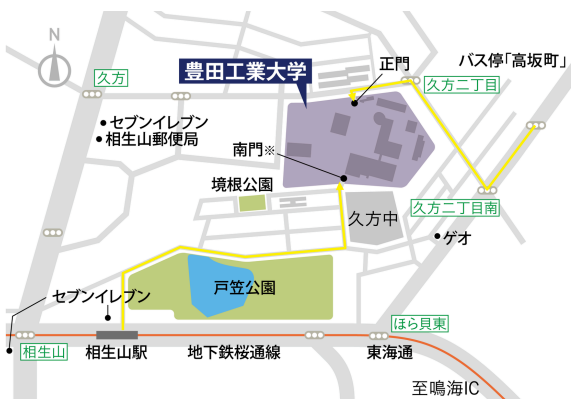 N
久方
豊田工業大学
正門
バス停「高坂町」
久方二丁目
セブンイレブン
相生山郵便局
南門※
境根公園
久方中
久方二丁目南
ゲオ
戸笠公園
セブンイレブン
ほら貝東
相生山
相生山駅
地下鉄桜通線
東海通
至鳴海IC